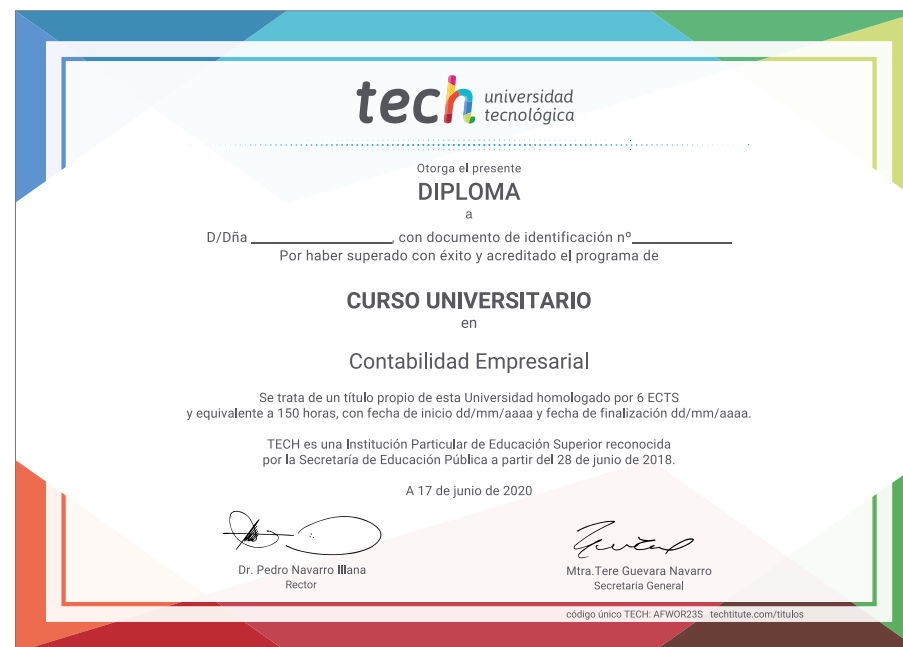 tech universidad
tecnológica
Otorga el presente
DIPLOMA
a
D/Dña ____________________, con documento de identificación nº______________
Por haber superado con éxito y acreditado el programa de
CURSO UNIVERSITARIO
en
Contabilidad Empresarial
Se trata de un título propio de esta Universidad homologado por 6 ECTS
y equivalente a 150 horas, con fecha de inicio dd/mm/aaaa y fecha de finalización dd/mm/aaaa.
TECH es una Institución Particular de Educación Superior reconocida
por la Secretaría de Educación Pública a partir del 28 de junio de 2018.
A 17 de junio de 2020
Dr. Pedro Navarro Illana
Rector
Mtra.Tere Guevara Navarro
Secretaria General
código único TECH: AFWOR23S techtitute.com/titulos